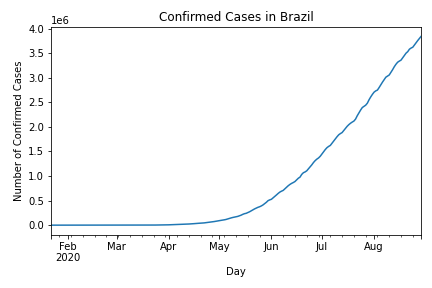 Confirmed Cases in Brazil
1e6
4.0
3.5
3.0
2.5
2.0
1.5
1.0
0.5
0.0
Number of Confirmed Cases
Feb Mar Apr May Jun Jul Aug
2020
Day